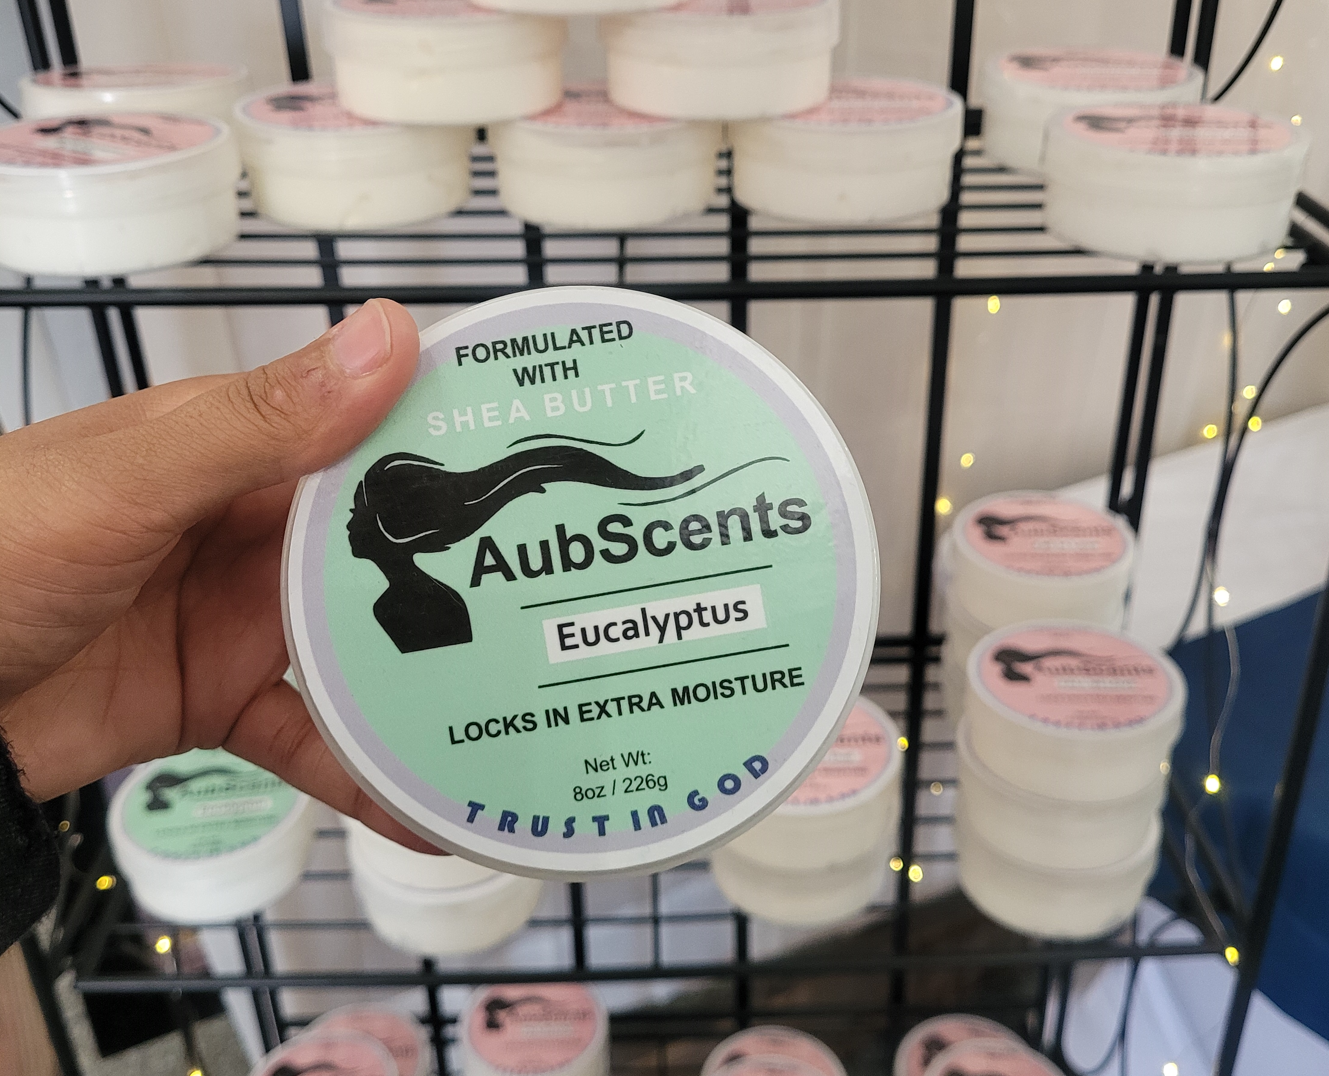 FORMULATED
WITH
SHEA BUTTER
AubScents
Eucalyptus
LOCKS IN EXTRA MOISTURE
Net Wt:
8oz / 226g
TRUST IN GOD